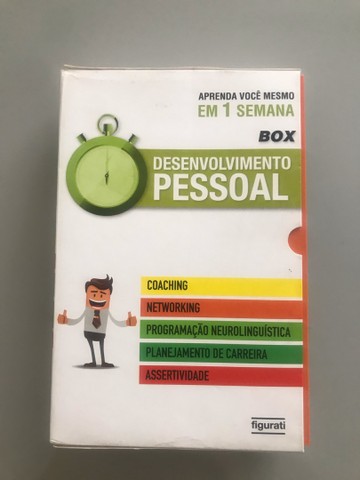 APRENDA VOCÊ MESMO
EM 1 SEMANA
BOX
DESENVOLVIMENTO
PESSOAL
COACHING
NETWORKING
PROGRAMAÇÃO NEUROLINGUÍSTICA
PLANEJAMENTO DE CARREIRA
ASSERTIVIDADE
figurati